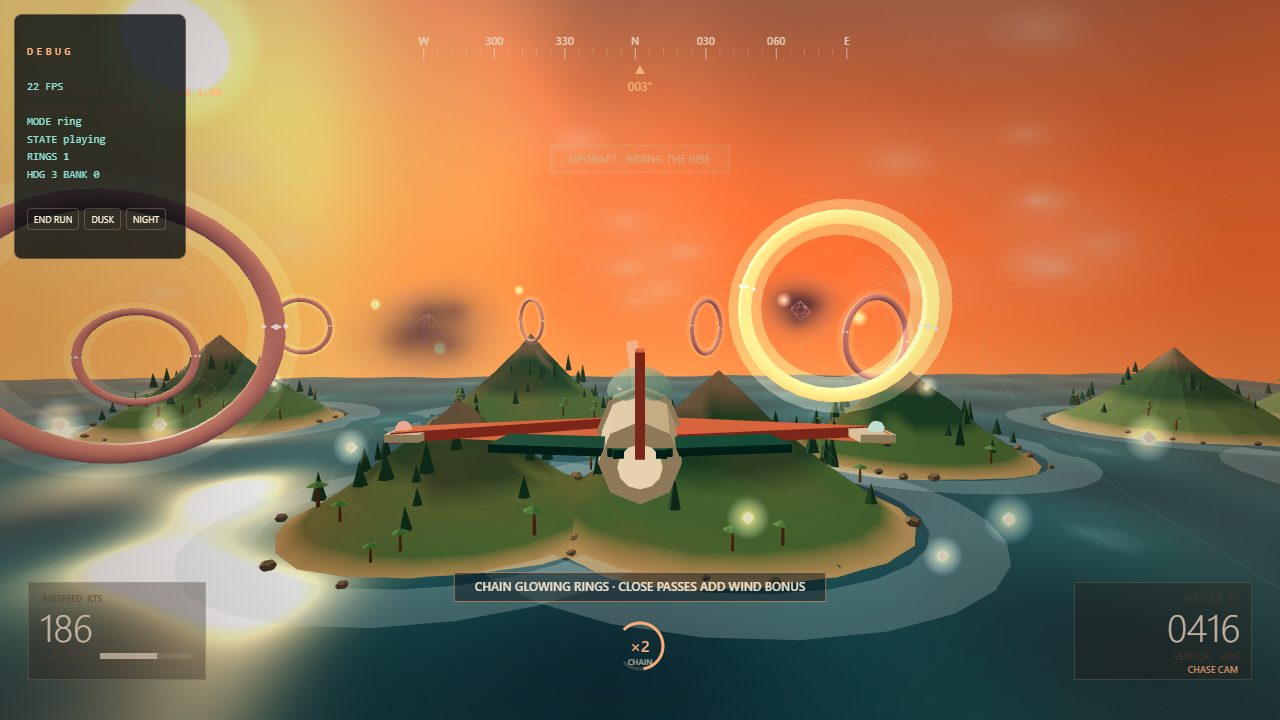 DEBUG
22 FPS
MODE ring
STATE playing
RINGS 1
HDG 3 BANK 0
END RUN DUSK NIGHT
W 300 330 N 030 060 E
003°
UPDRAFT · RIDING THE RISE
CHAIN GLOWING RINGS · CLOSE PASSES ADD WIND BONUS
AIRSPEED KTS
186
×2
CHAIN
ALTITUDE FT
0416
VERTICAL +301
CHASE CAM